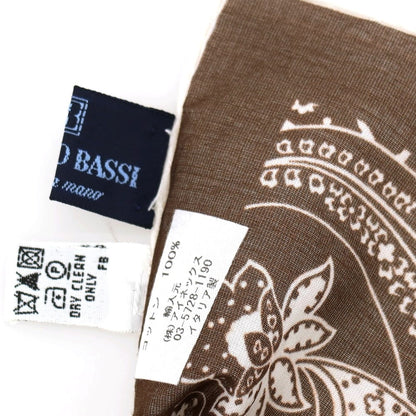 O BASSI
a mano
DRY CLEAN
ONLY
FB
コットン 100%
(株)アネックス
輸入元
03-5728-1190
イタリア製